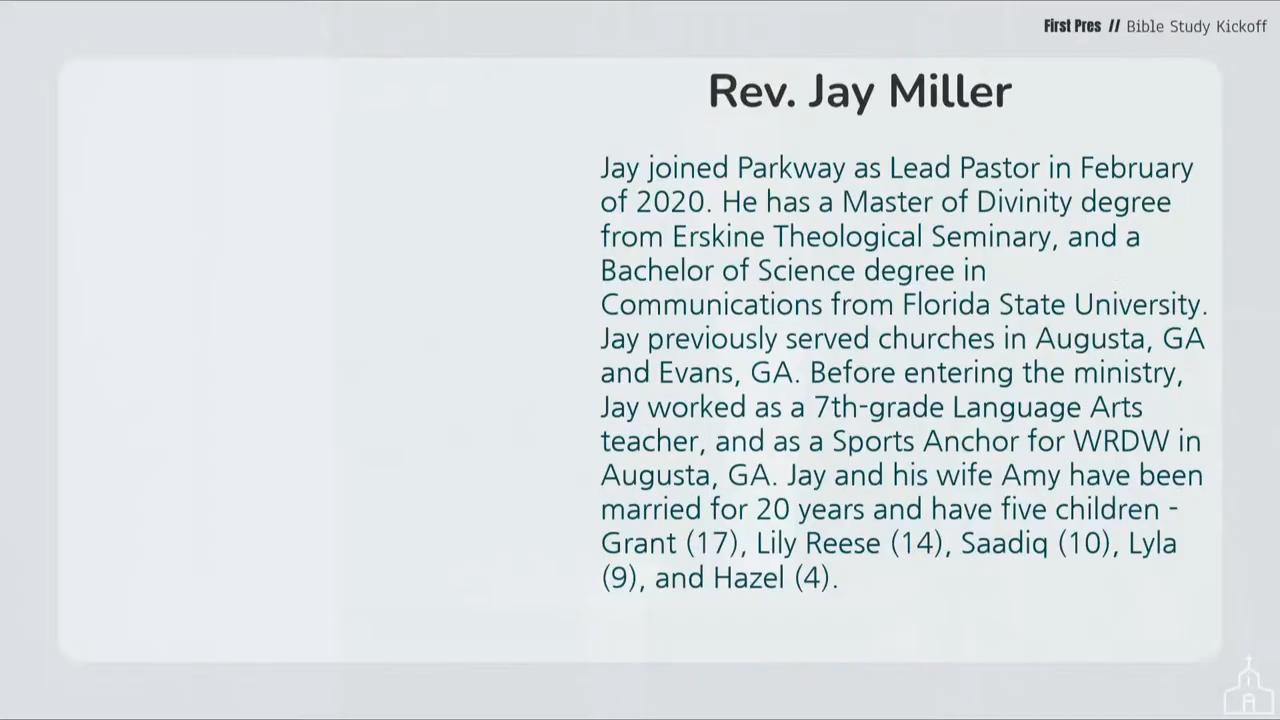 First Pres // Bible Study Kickoff
Rev. Jay Miller
Jay joined Parkway as Lead Pastor in February
of 2020. He has a Master of Divinity degree
from Erskine Theological Seminary, and a
Bachelor of Science degree in
Communications from Florida State University.
Jay previously served churches in Augusta, GA
and Evans, GA. Before entering the ministry,
Jay worked as a 7th-grade Language Arts
teacher, and as a Sports Anchor for WRDW in
Augusta, GA. Jay and his wife Amy have been
married for 20 years and have five children -
Grant (17), Lily Reese (14), Saadiq (10), Lyla
(9), and Hazel (4).